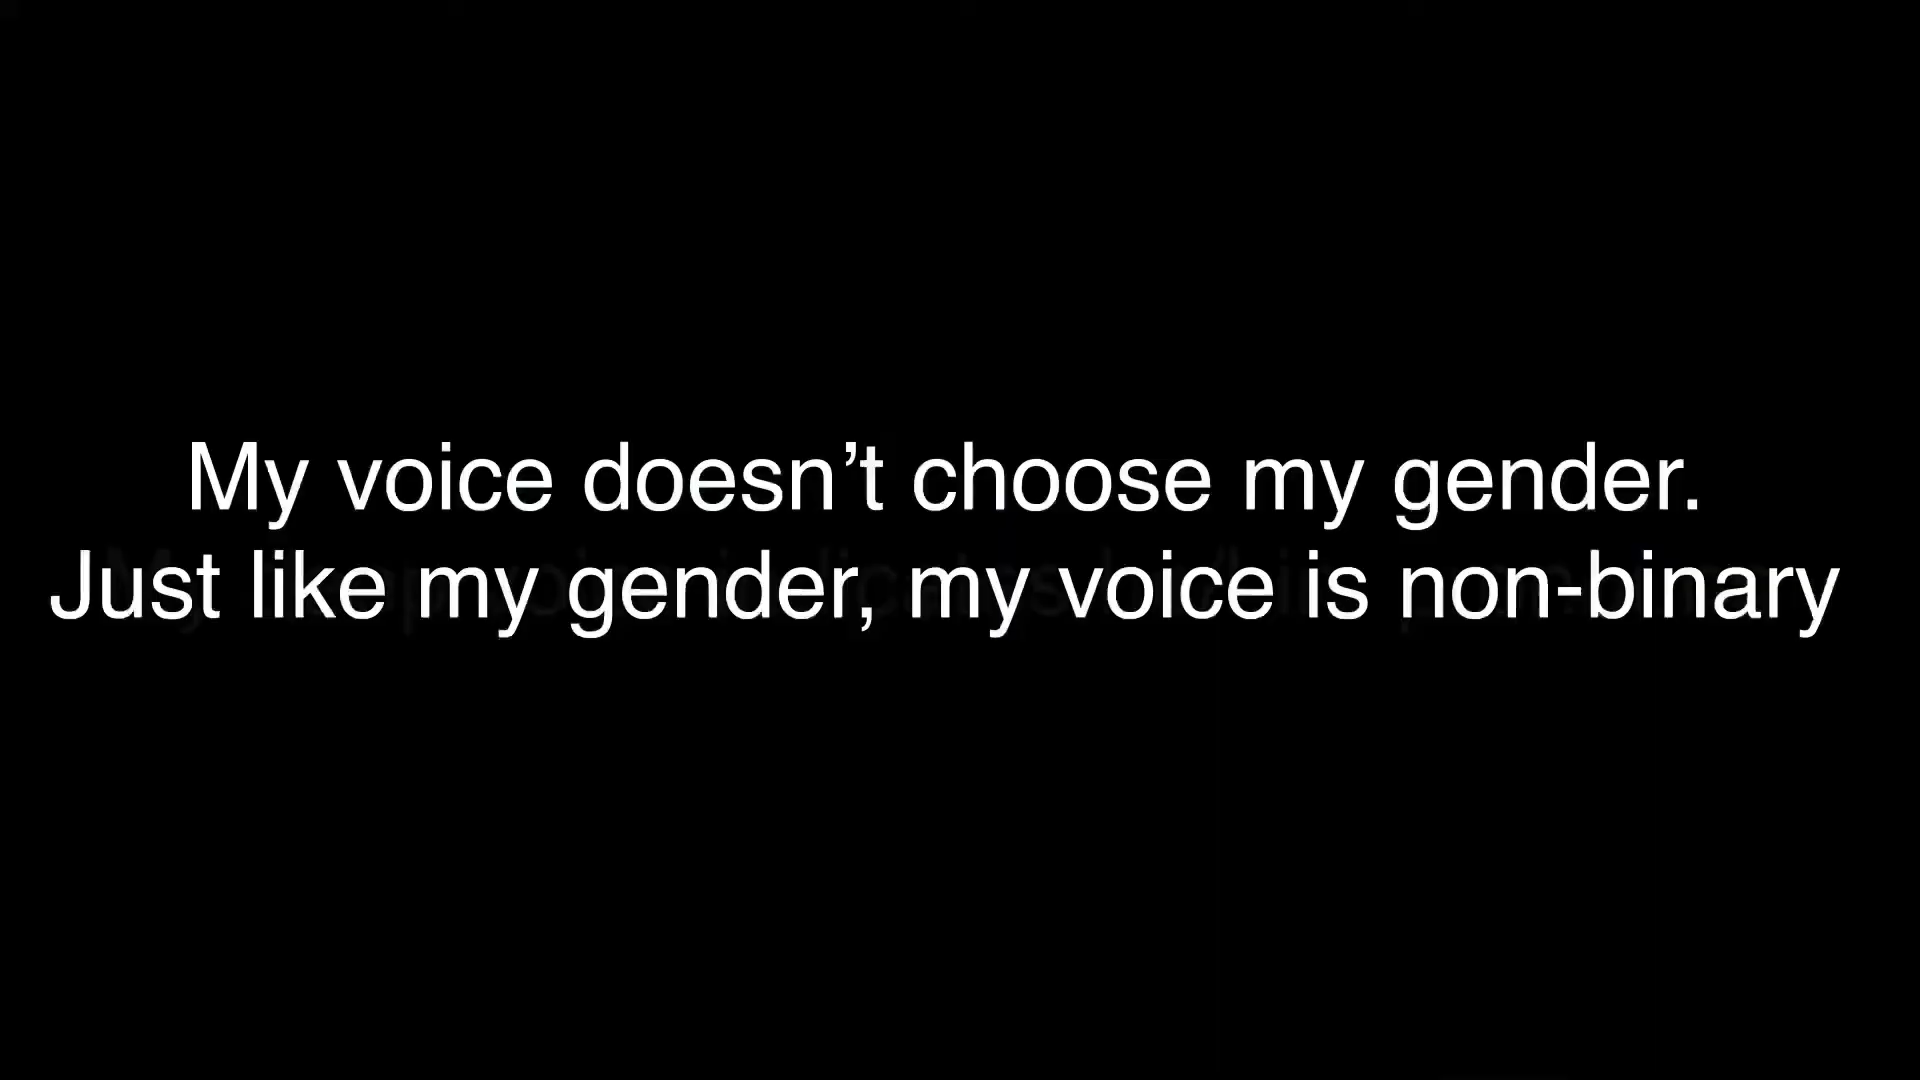 My voice doesn’t choose my gender.
Just like my gender, my voice is non-binary